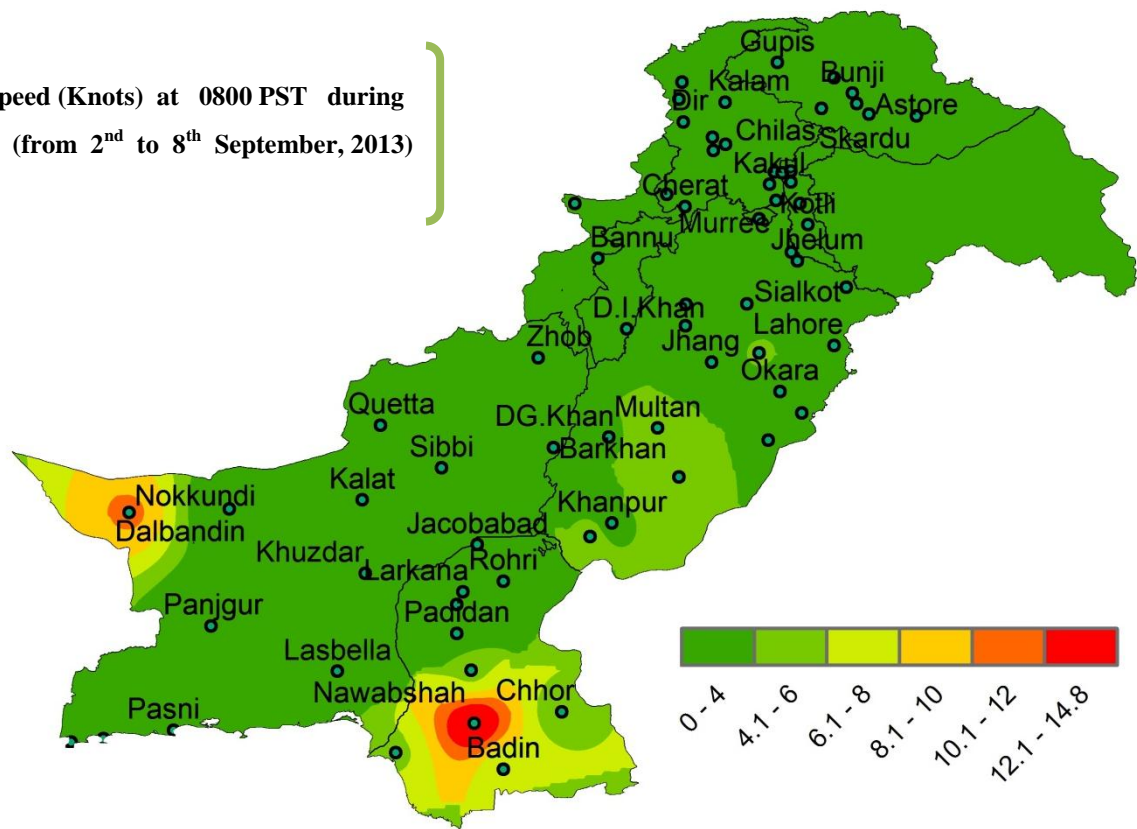 peed (Knots) at 0800 PST during
(from 2nd to 8th September, 2013)
Gupis
Bunji
Kalam
Dir
Astore
Chilas
Skardu
Kakul
Cherat
Kotli
Murree
Jhelum
Bannu
Sialkot
D.I.Khan
Lahore
Zhob
Jhang
Okara
Quetta
DG.Khan
Multan
Sibbi
Barkhan
Kalat
Nokkundi
Khanpur
Dalbandin
Jacobabad
Khuzdar
Rohri
Larkana
Panjgur
Padidan
Lasbella
Nawabshah
Chhor
Pasni
Badin
0 - 4
4.1 - 6
6.1 - 8
8.1 - 10
10.1 - 12
12.1 - 14.8